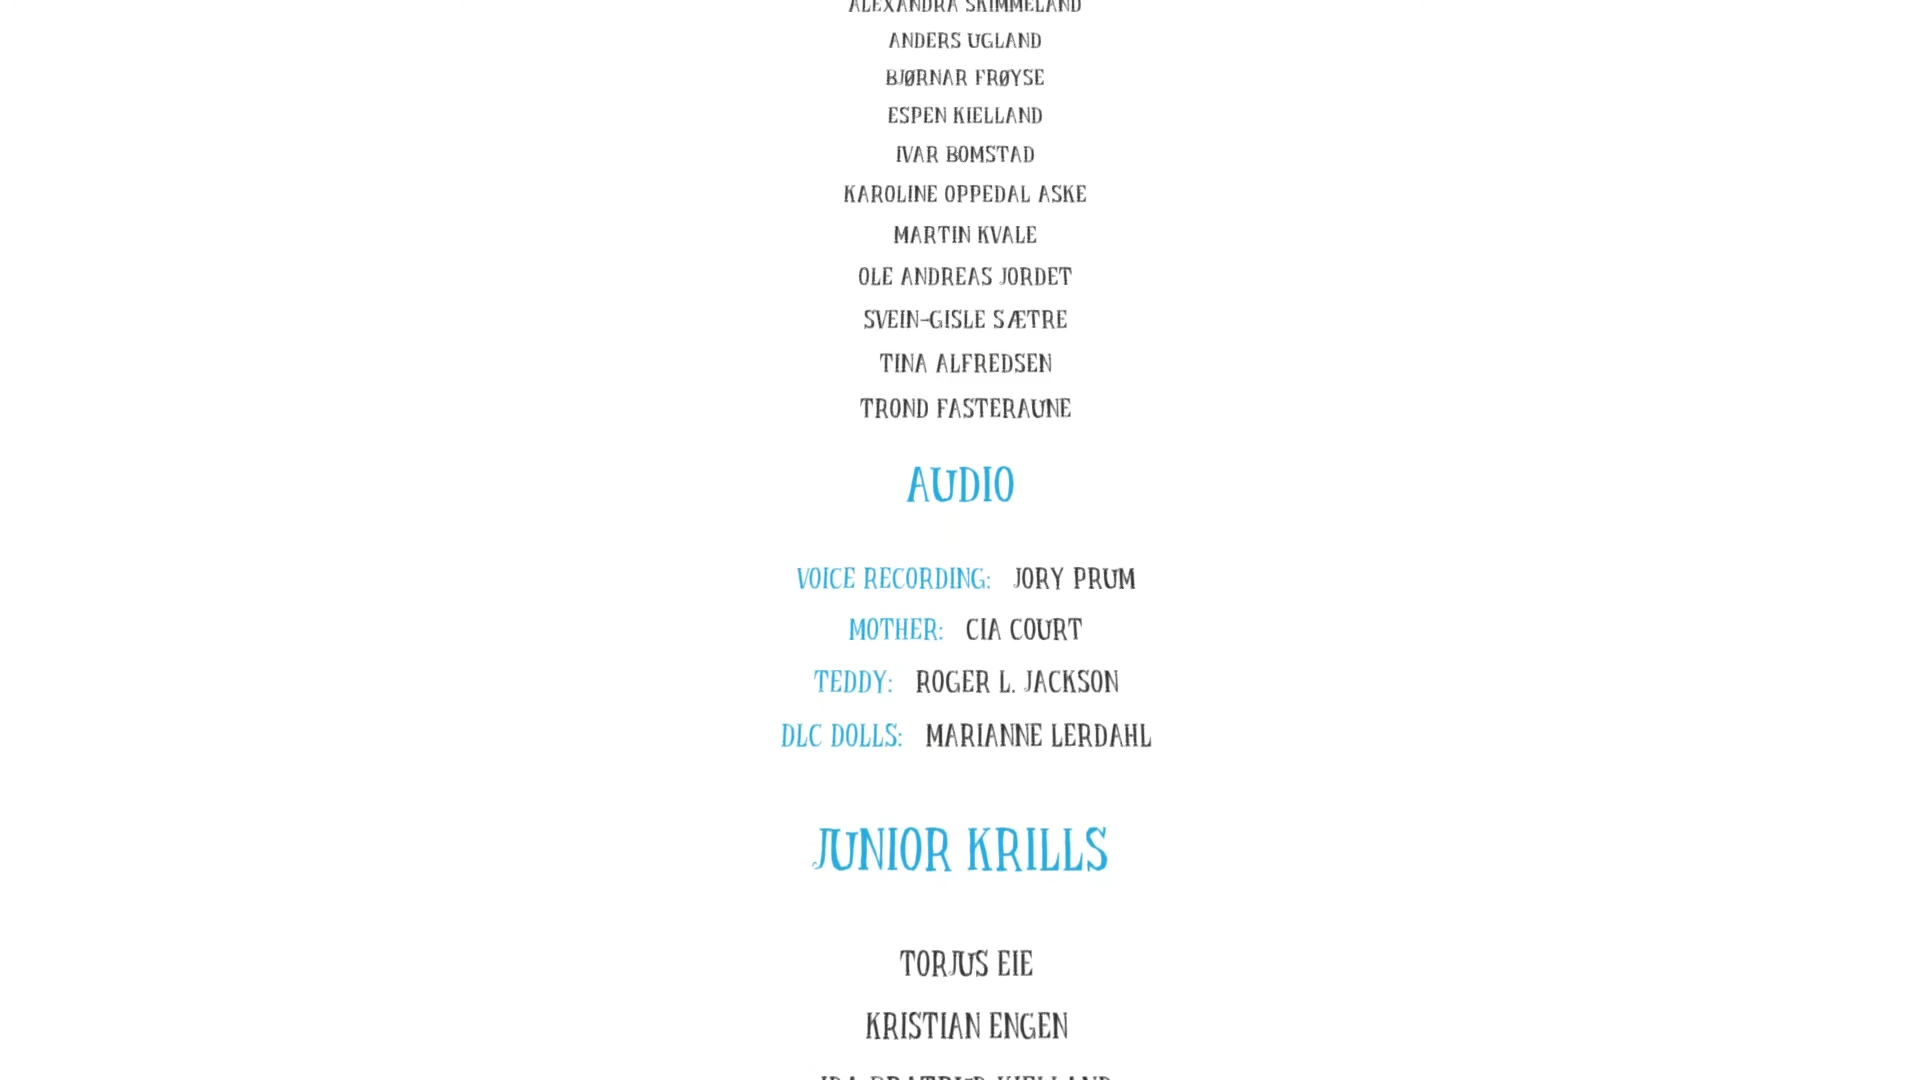 ALEXANDRA SKIMMELAND
ANDERS UGLAND
BJØRNAR FRØYSE
ESPEN KIELLAND
IVAR BOMSTAD
KAROLINE OPPEDAL ASKE
MARTIN KVALE
OLE ANDREAS JORDET
SVEIN-GISLE SÆTRE
TINA ALFREDSEN
TROND FASTERAUNE
AUDIO
VOICE RECORDING: JORY PRUM
MOTHER: CIA COURT
TEDDY: ROGER L. JACKSON
DLC DOLLS: MARIANNE LERDAHL
JUNIOR KRILLS
TORJUS EIE
KRISTIAN ENGEN